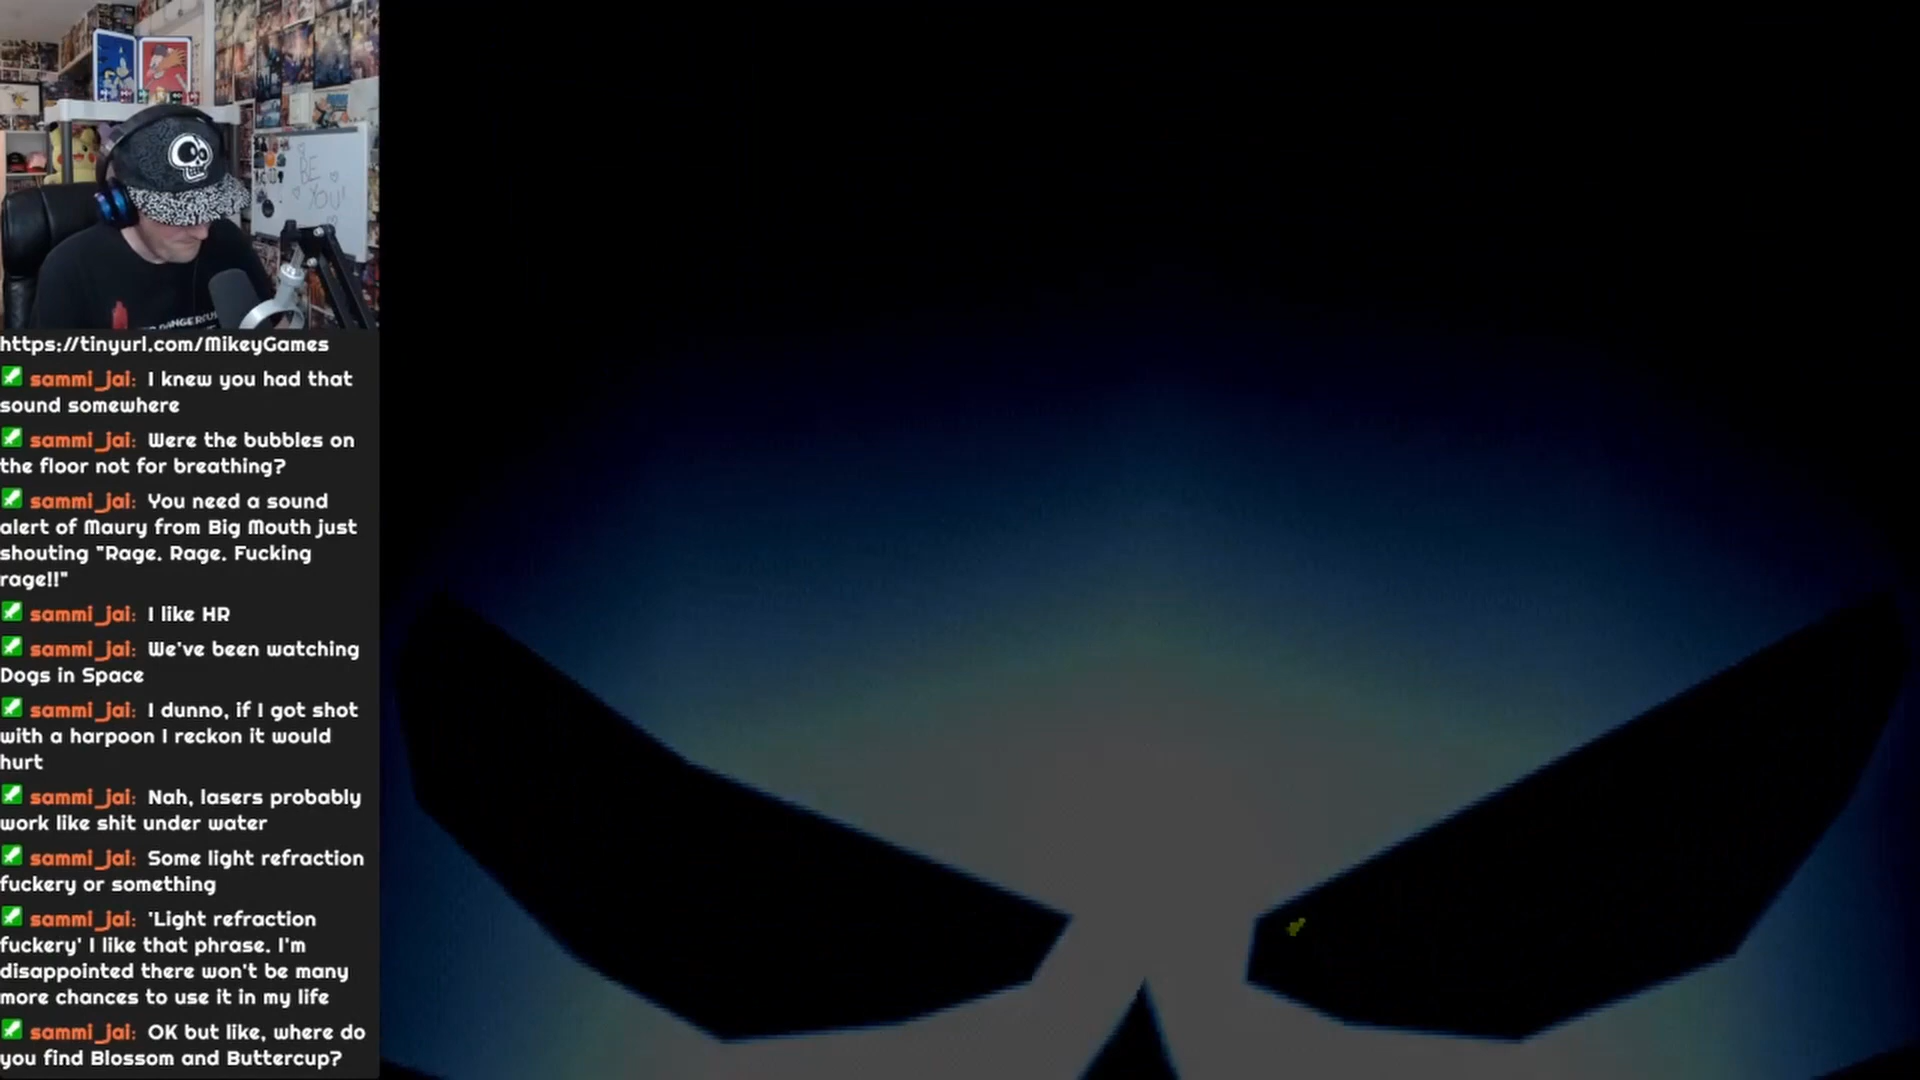 BE
YOU!
DANGEROUS
https://tinyurl.com/MikeyGames
sammi_jai: I knew you had that
sound somewhere
sammi_jai: Were the bubbles on
the floor not for breathing?
sammi_jai: You need a sound
alert of Maury from Big Mouth just
shouting "Rage. Rage. Fucking
rage!!"
sammi_jai: I like HR
sammi_jai: We've been watching
Dogs in Space
sammi_jai: I dunno, if I got shot
with a harpoon I reckon it would
hurt
sammi_jai: Nah, lasers probably
work like shit under water
sammi_jai: Some light refraction
fuckery or something
sammi_jai: 'Light refraction
fuckery' I like that phrase. I'm
disappointed there won't be many
more chances to use it in my life
sammi_jai: OK but like, where do
you find Blossom and Buttercup?